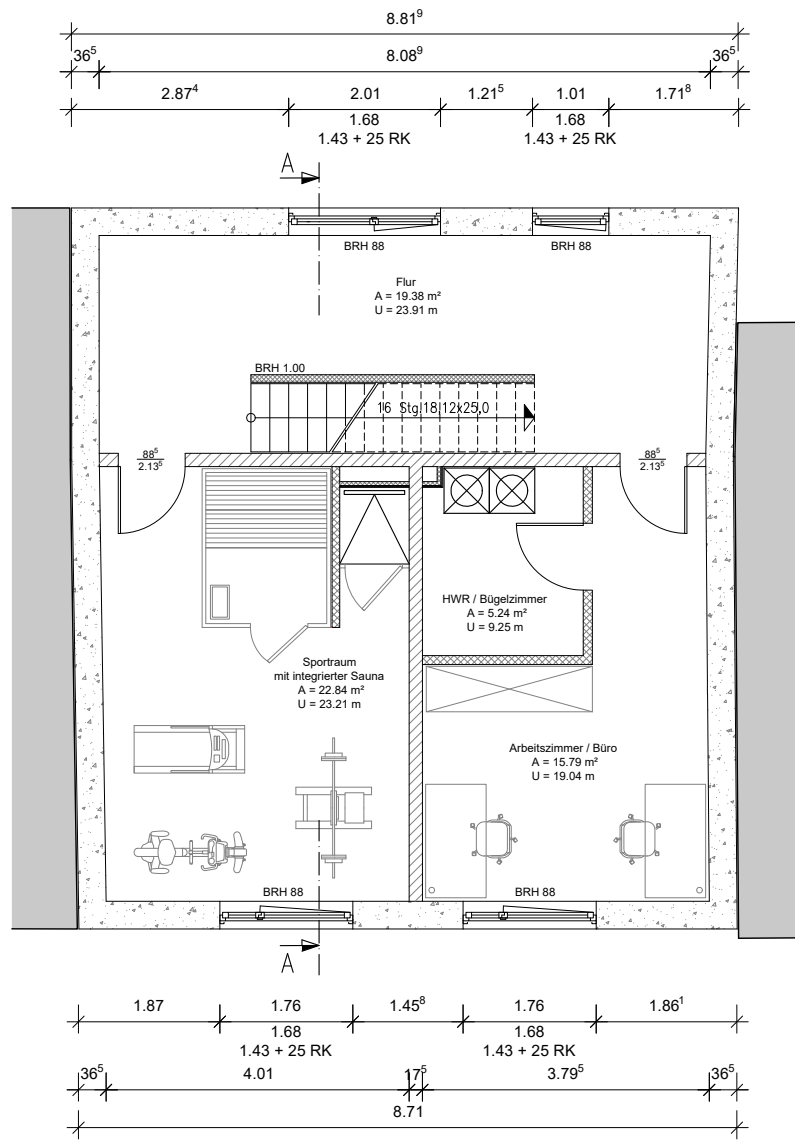 8.81⁹
36⁵ 8.08⁹ 36⁵
2.87⁴ 2.01 1.21⁵ 1.01 1.71⁸
1.68 1.68
1.43 + 25 RK 1.43 + 25 RK
A
BRH 88 BRH 88
Flur
A = 19.38 m²
U = 23.91 m
BRH 1.00
16 Stg.18,12x25,0
88⁵ 88⁵
2.13⁵ 2.13⁵
HWR / Bügelzimmer
A = 5.24 m²
U = 9.25 m
Sportraum
mit integrierter Sauna
A = 22.84 m²
U = 23.21 m
Arbeitszimmer / Büro
A = 15.79 m²
U = 19.04 m
BRH 88 BRH 88
A
1.87 1.76 1.45⁸ 1.76 1.86¹
1.68 1.68
1.43 + 25 RK 1.43 + 25 RK
36⁵ 4.01 17⁵ 3.79⁵ 36⁵
8.71